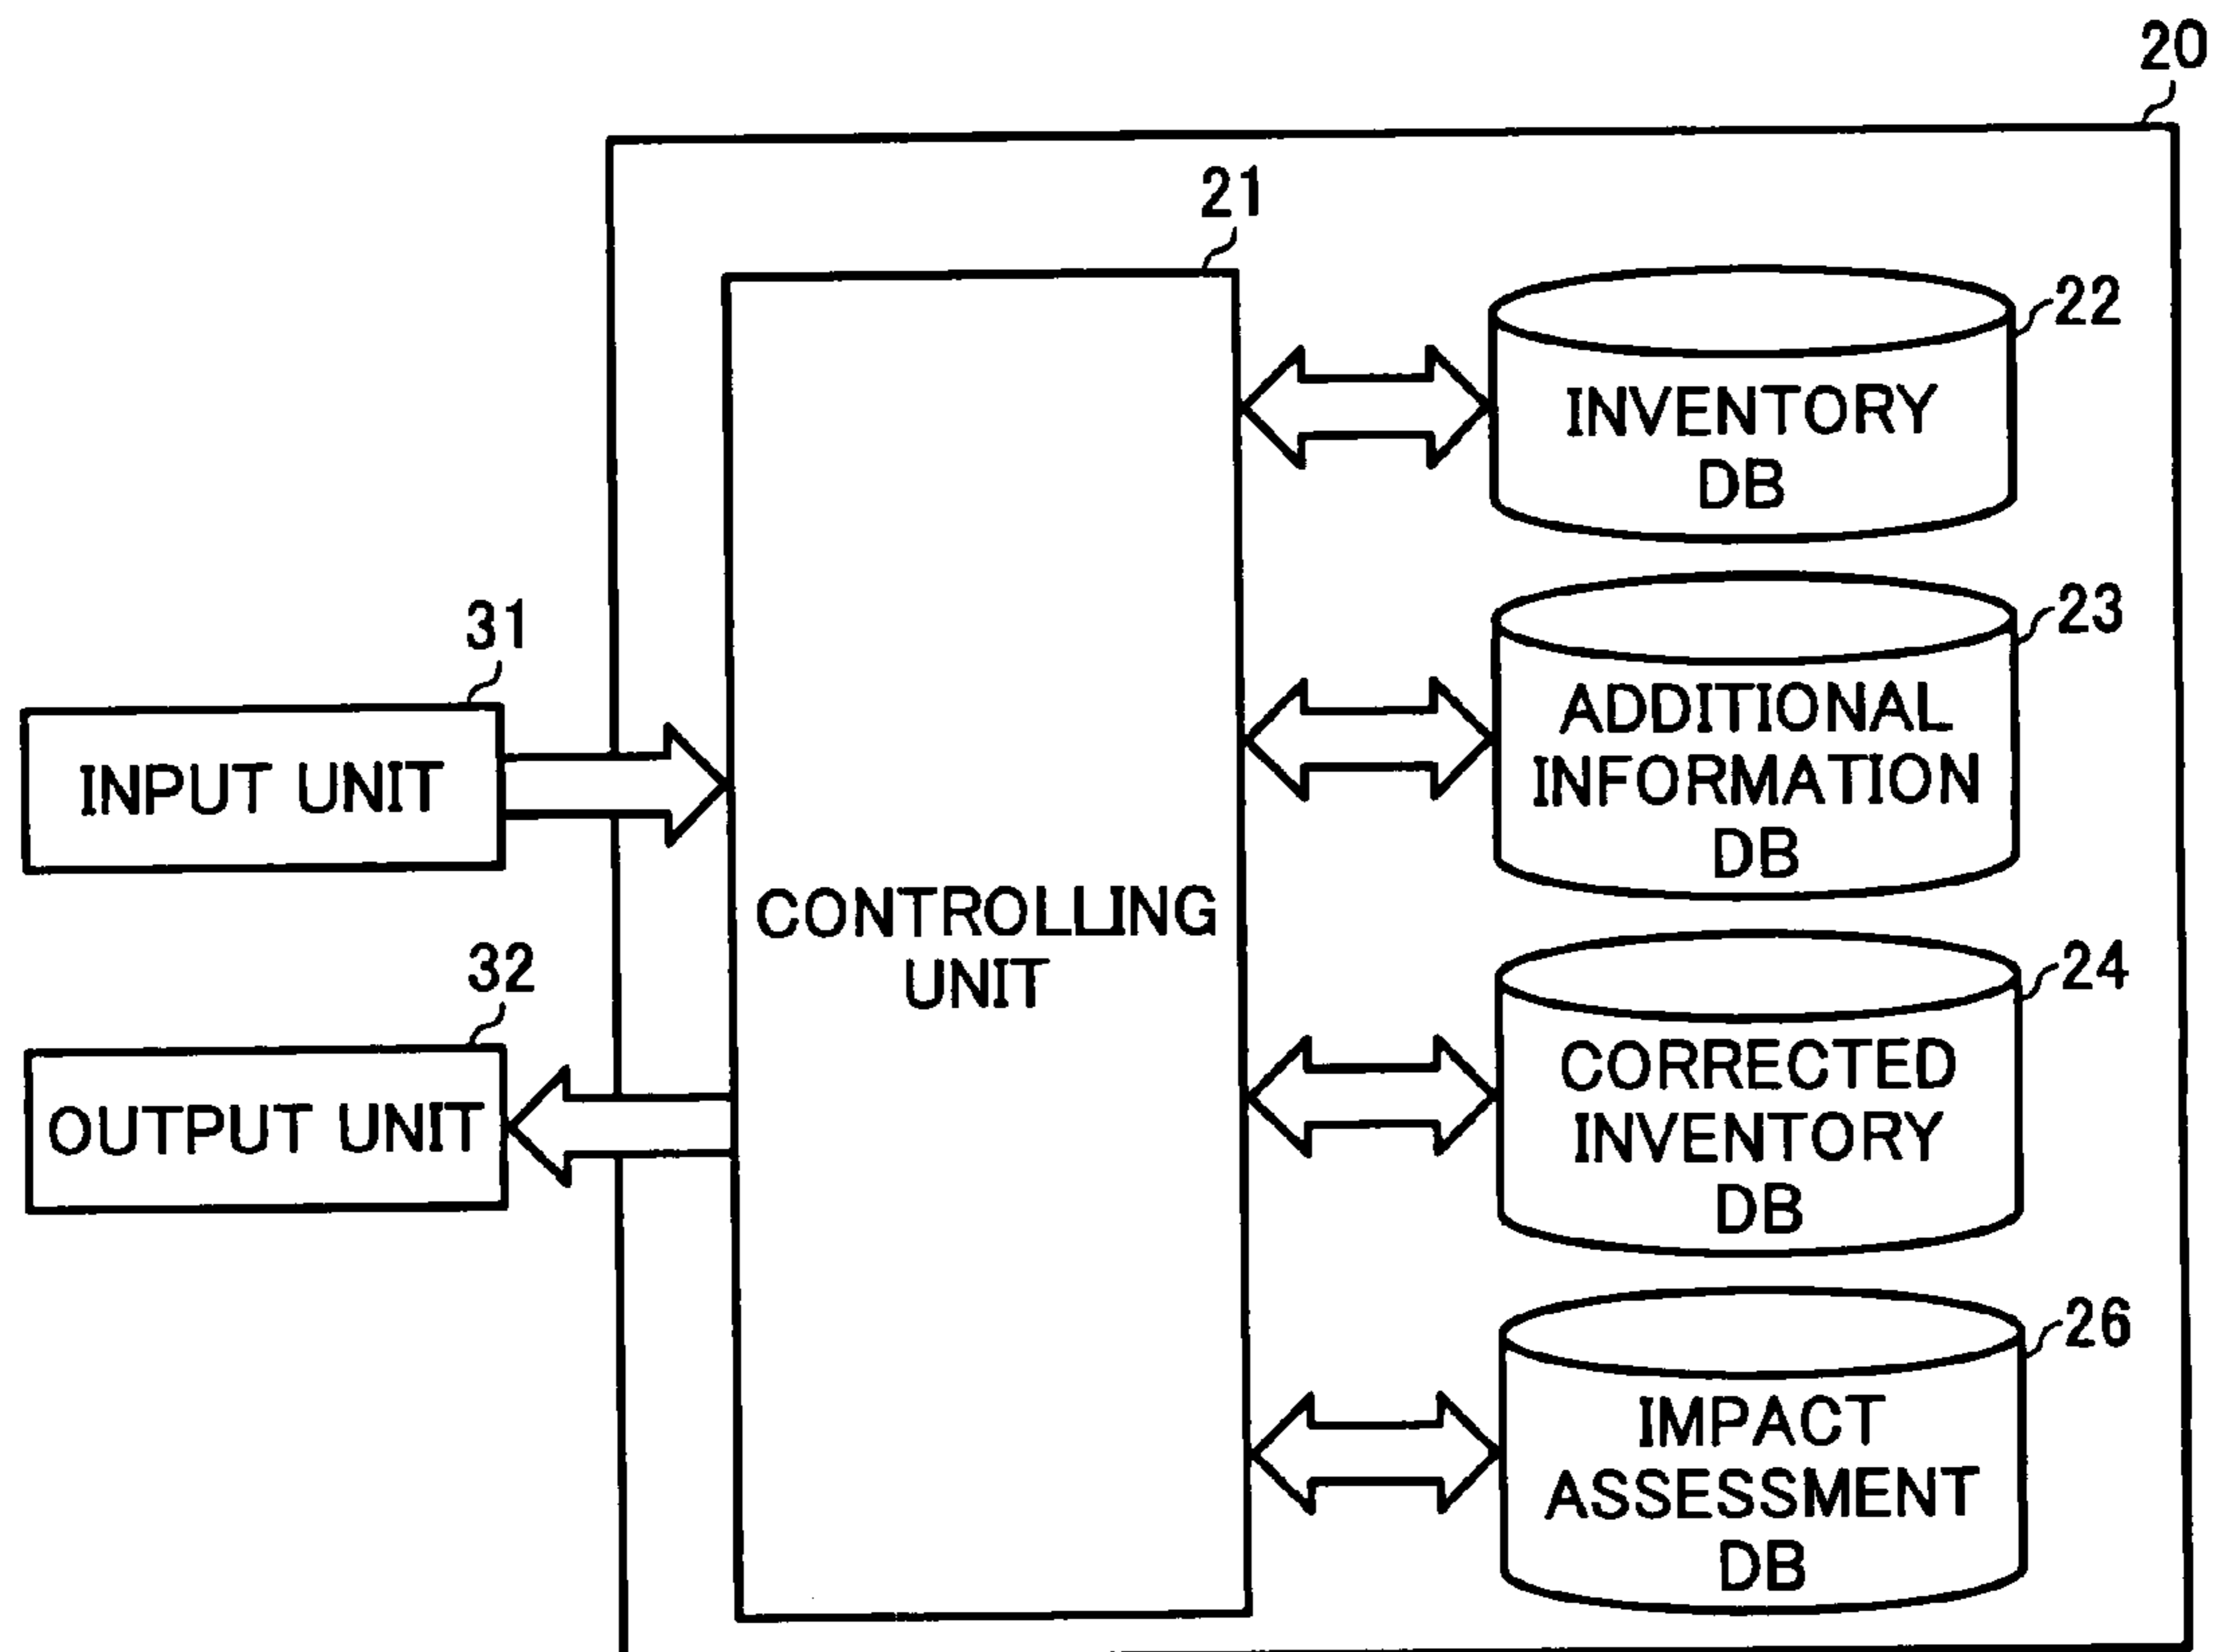 20
21
22
INVENTORY
DB
23
ADDITIONAL
INFORMATION
DB
31
INPUT UNIT
CONTROLLING
UNIT
32
OUTPUT UNIT
24
CORRECTED
INVENTORY
DB
26
IMPACT
ASSESSMENT
DB